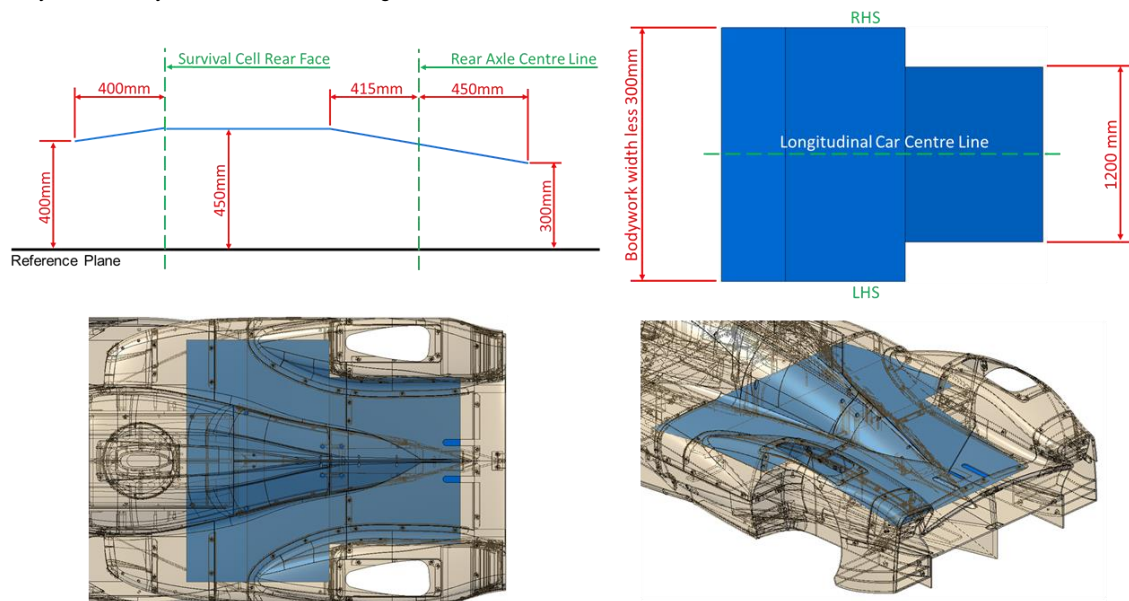 Survival Cell Rear Face
Rear Axle Centre Line
400mm
415mm
450mm
400mm
450mm
300mm
Reference Plane
RHS
Bodywork width less 300mm
Longitudinal Car Centre Line
1200 mm
LHS